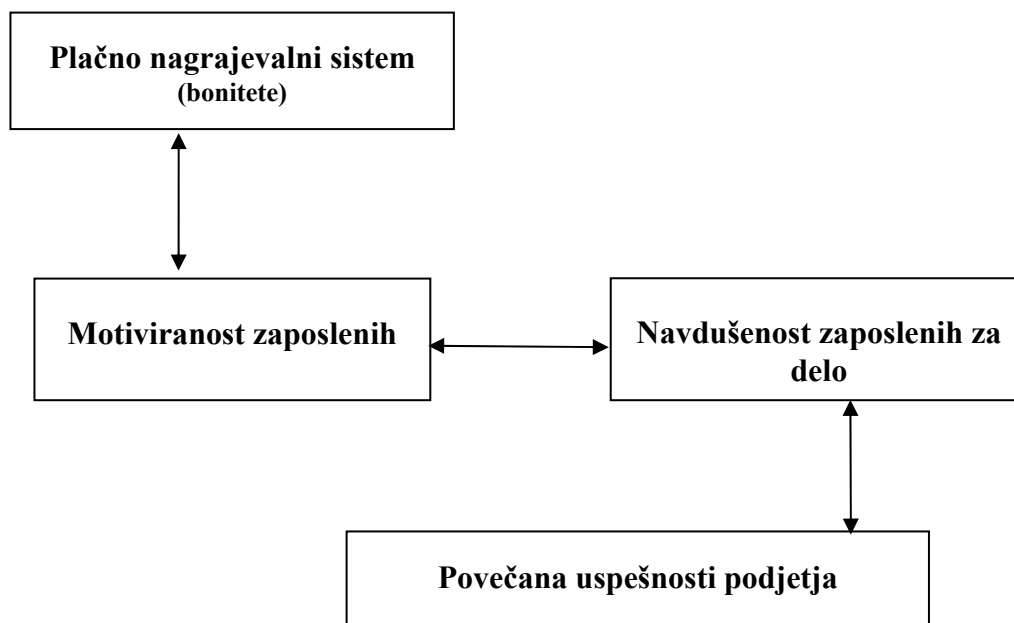 Plačno nagrajevalni sistem
(bonitete)
Motiviranost zaposlenih
Navdušenost zaposlenih za
delo
Povečana uspešnosti podjetja